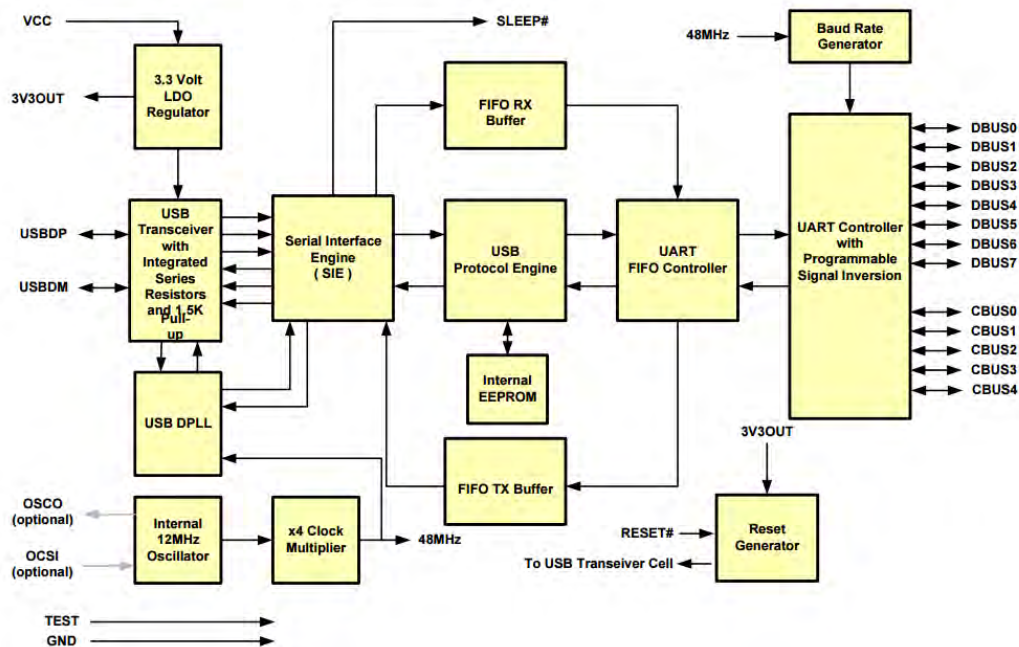 VCC
SLEEP#
48MHz
Baud Rate
Generator
3.3 Volt
LDO
Regulator
3V3OUT
FIFO RX
Buffer
DBUS0
DBUS1
DBUS2
DBUS3
DBUS4
DBUS5
DBUS6
DBUS7
USBDP
USBDM
USB
Transceiver
with
Integrated
Series
Resistors
and 1.5K
Pull-
up
Serial Interface
Engine
( SIE )
USB
Protocol Engine
UART
FIFO Controller
UART Controller
with
Programmable
Signal Inversion
CBUS0
CBUS1
CBUS2
CBUS3
CBUS4
Internal
EEPROM
USB DPLL
3V3OUT
FIFO TX Buffer
OSCO
(optional)
OCSI
(optional)
Internal
12MHz
Oscillator
x4 Clock
Multiplier
48MHz
RESET#
Reset
Generator
To USB Transeiver Cell
TEST
GND